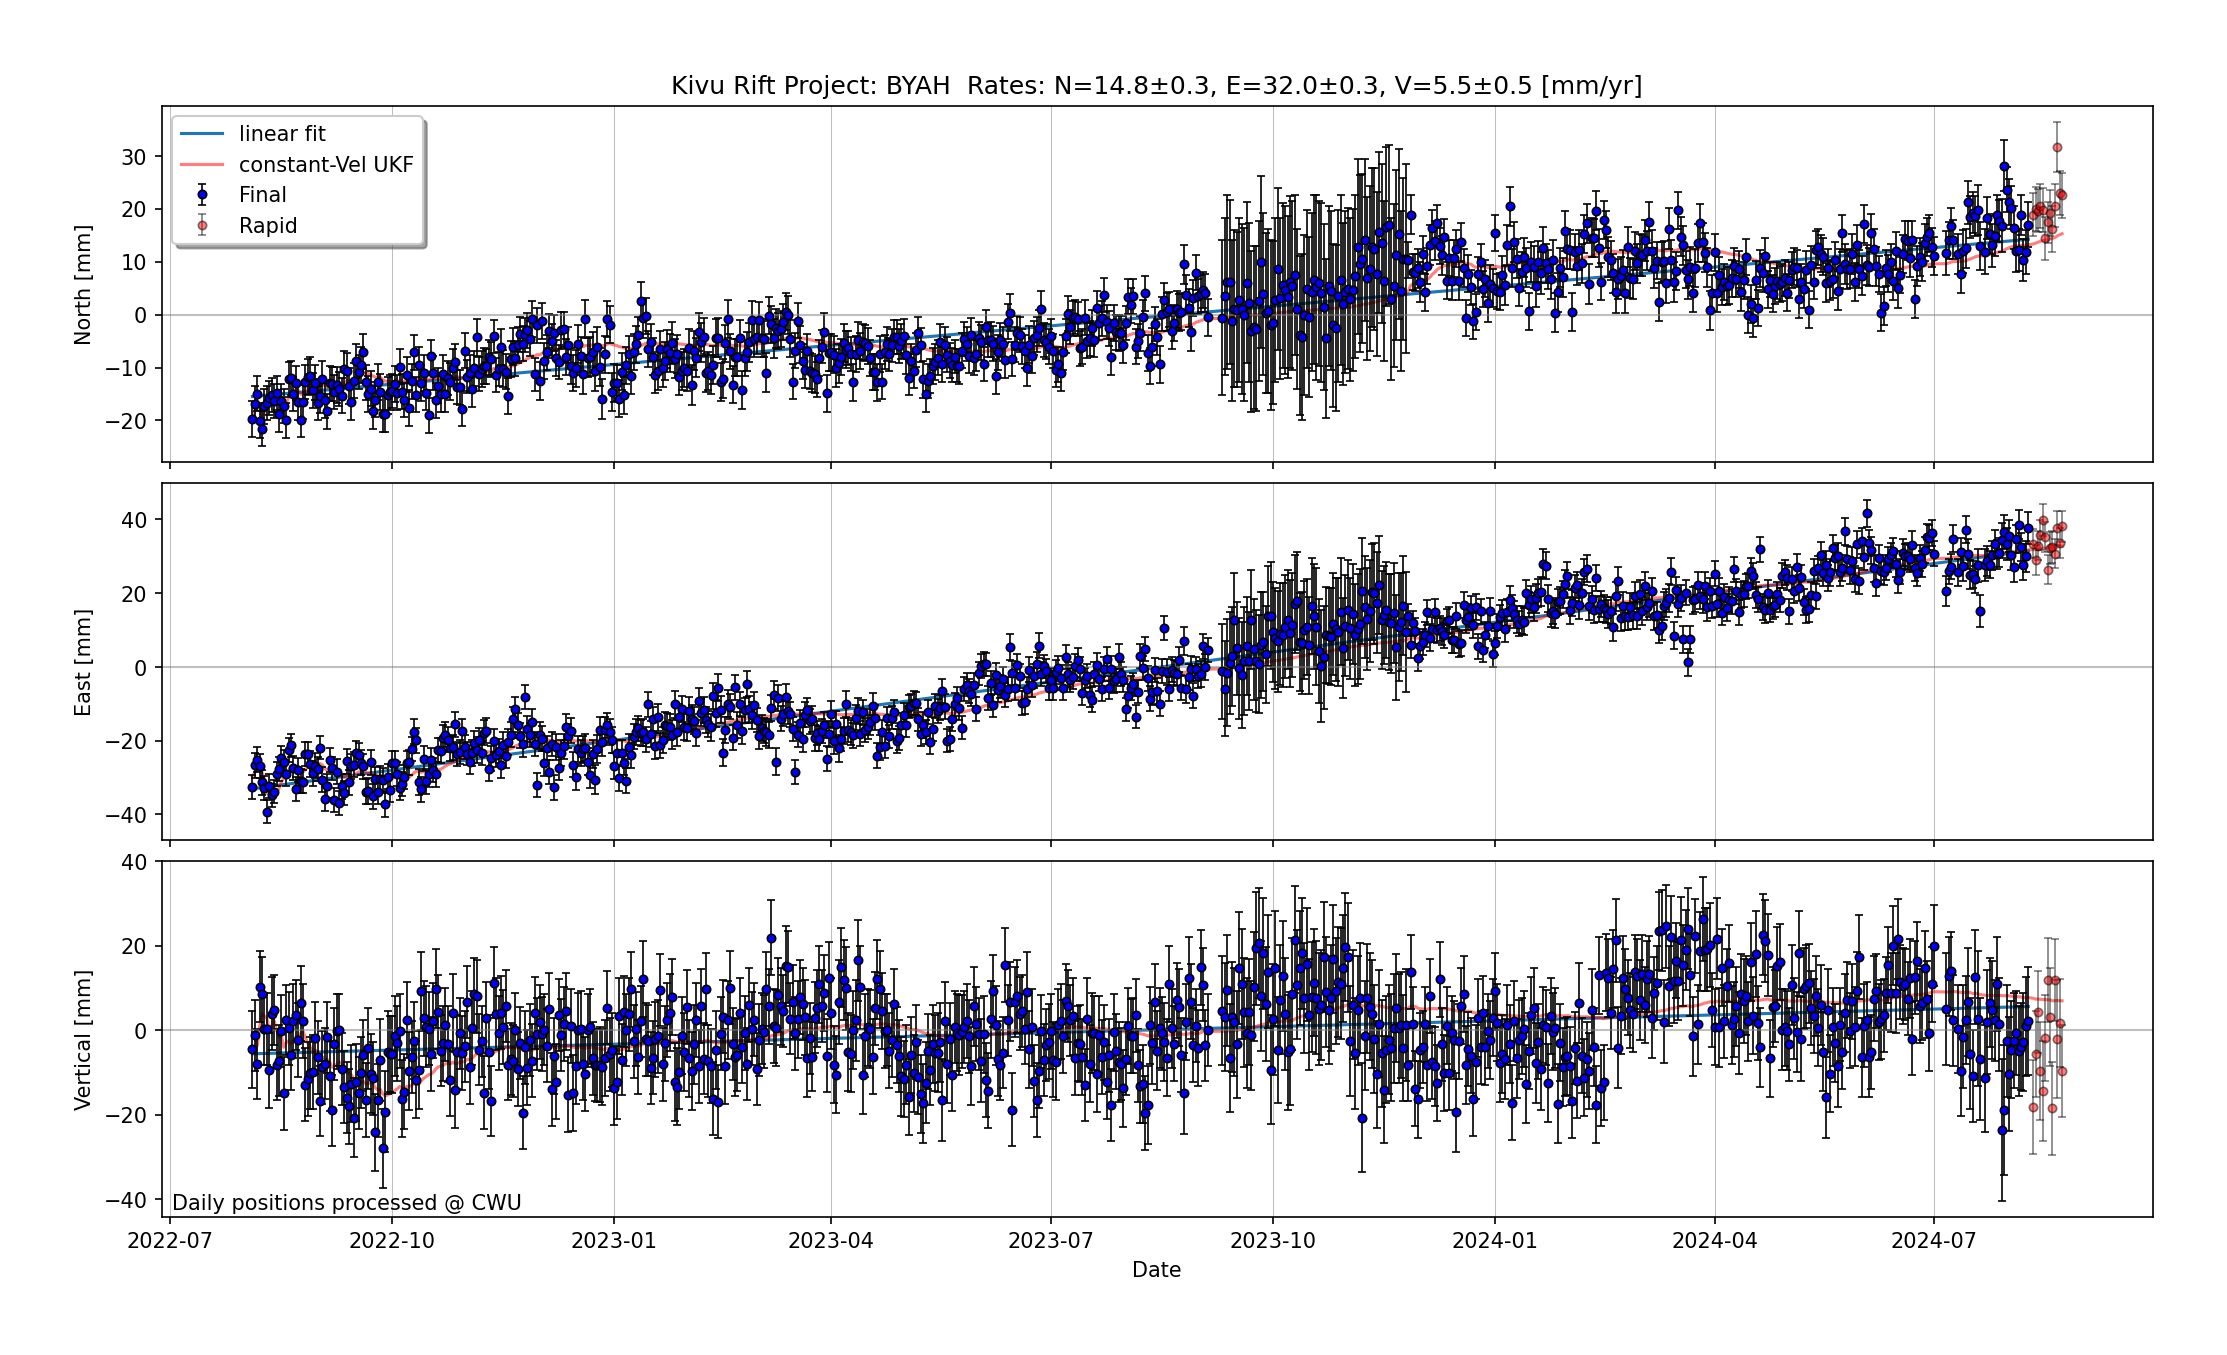 Kivu Rift Project: BYAH  Rates: N=14.8±0.3, E=32.0±0.3, V=5.5±0.5 [mm/yr]
linear fit
constant-Vel UKF
Final
Rapid
North [mm]
30
20
10
0
−10
−20
East [mm]
40
20
0
−20
−40
Vertical [mm]
40
20
0
−20
−40
Daily positions processed @ CWU
2022-07 2022-10 2023-01 2023-04 2023-07 2023-10 2024-01 2024-04 2024-07
Date